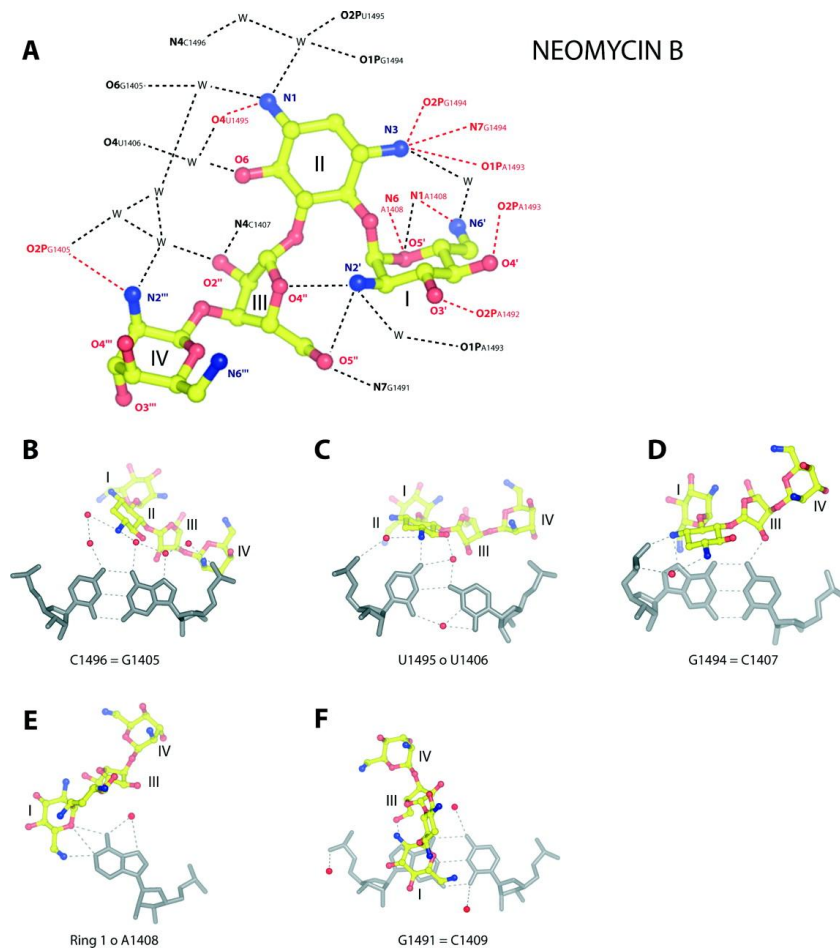 A
NEOMYCIN B
O2PU1495
W
N4C1496
W
O1PG1494
O6G1405
W
N1
O2PG1494
O4
U1495
N3
N7G1494
O4U1406
II
W
O6
O1PA1493
W
W
N6
A1408
N1A1408
N6'
O2PA1493
W
N4C1407
O2PG1405
W
O5'
O4'
O2"
N2'
N2'''
III
O4"
I
O3'
O2PA1492
O4'''
IV
W
O1PA1493
O5"
N6'''
O3'''
N7G1491
B
C
D
I
II
III
IV
C1496 = G1405
I
II
III
IV
U1495 o U1406
I
II
III
IV
G1494 = C1407
E
F
IV
III
I
Ring 1 o A1408
IV
III
I
G1491 = C1409